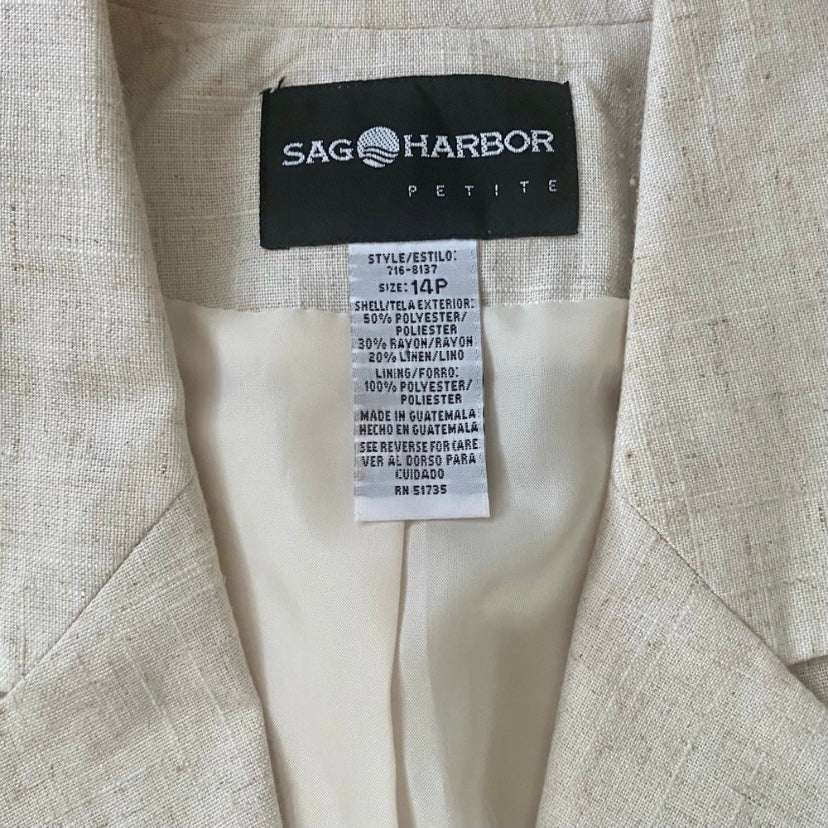 SAG HARBOR
PETITE
STYLE/ESTILO:
716-8137
SIZE: 14P
SHELL/TELA EXTERIOR:
50% POLYESTER/
POLIESTER
30% RAYON/RAYON
20% LINEN/LINO
LINING/FORRO:
100% POLYESTER/
POLIESTER
MADE IN GUATEMALA
HECHO EN GUATEMALA
SEE REVERSE FOR CARE
VER AL DORSO PARA
CUIDADO
RN 51735